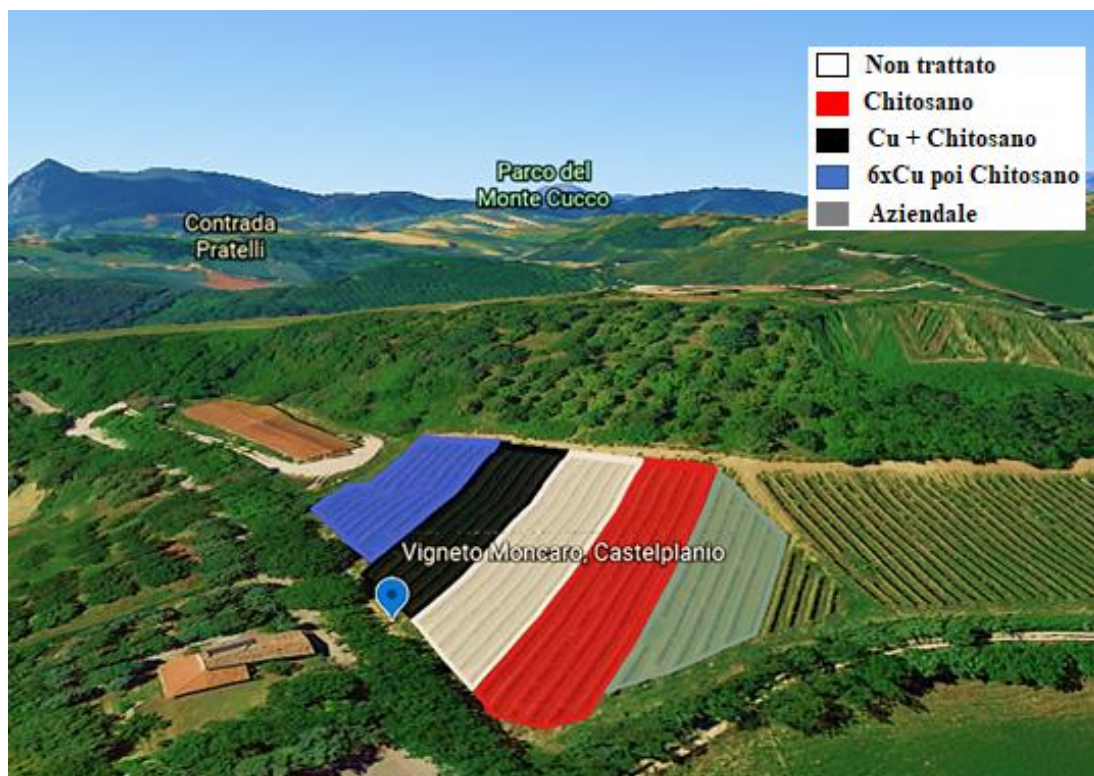 Non trattato
Chitosano
Cu + Chitosano
6xCu poi Chitosano
Aziendale
Parco del
Monte Cucco
Contrada
Pratelli
Vigneto Moncaro, Castelplanio